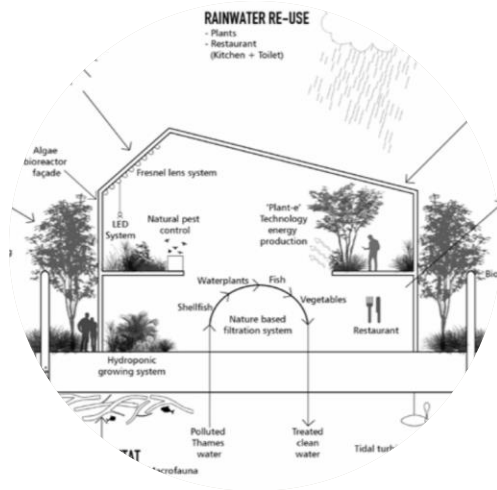 RAINWATER RE-USE
- Plants
- Restaurant
(Kitchen + Toilet)
Algae
bioreactor
façade
Fresnel lens system
LED
System
Natural pest
control
'Plant-e'
Technology
energy
production
Waterplants
Fish
Shellfish
Vegetables
Nature based
filtration system
Restaurant
Hydroponic
growing system
Polluted
Thames
water
Treated
clean
water
Tidal